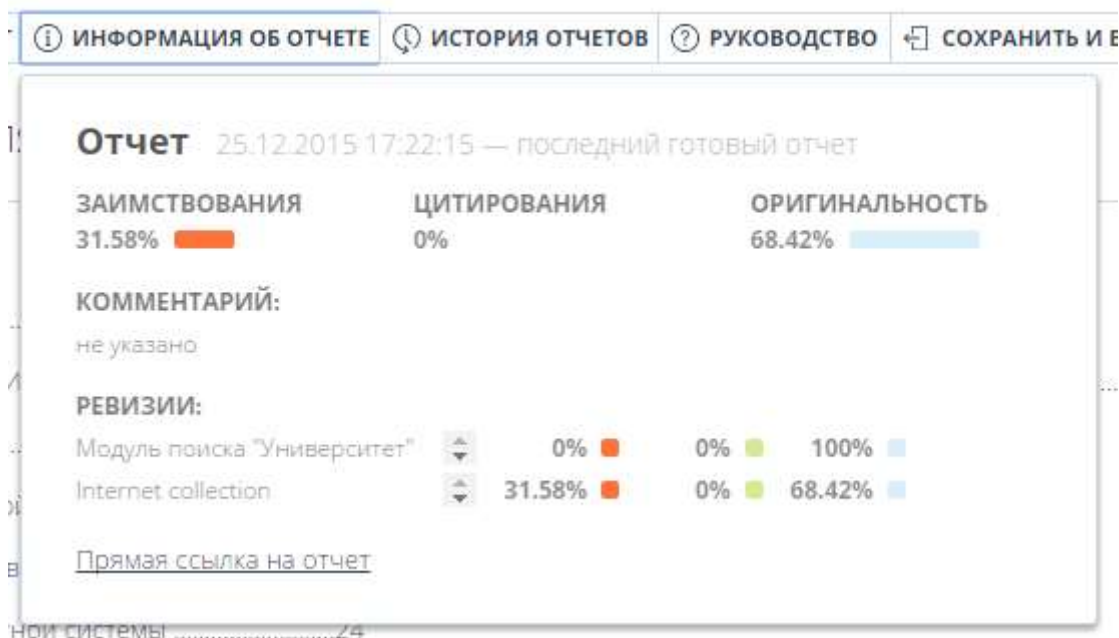 ИНФОРМАЦИЯ ОБ ОТЧЕТЕ ИСТОРИЯ ОТЧЕТОВ РУКОВОДСТВО СОХРАНИТЬ И В
Отчет 25.12.2015 17:22:15 — последний готовый отчет
ЗАИМСТВОВАНИЯ ЦИТИРОВАНИЯ ОРИГИНАЛЬНОСТЬ
31.58% 0% 68.42%
КОММЕНТАРИЙ:
не указано
РЕВИЗИИ:
Модуль поиска "Университет" 0% 0% 100%
Internet collection 31.58% 0% 68.42%
Прямая ссылка на отчет
ной системы ................................24